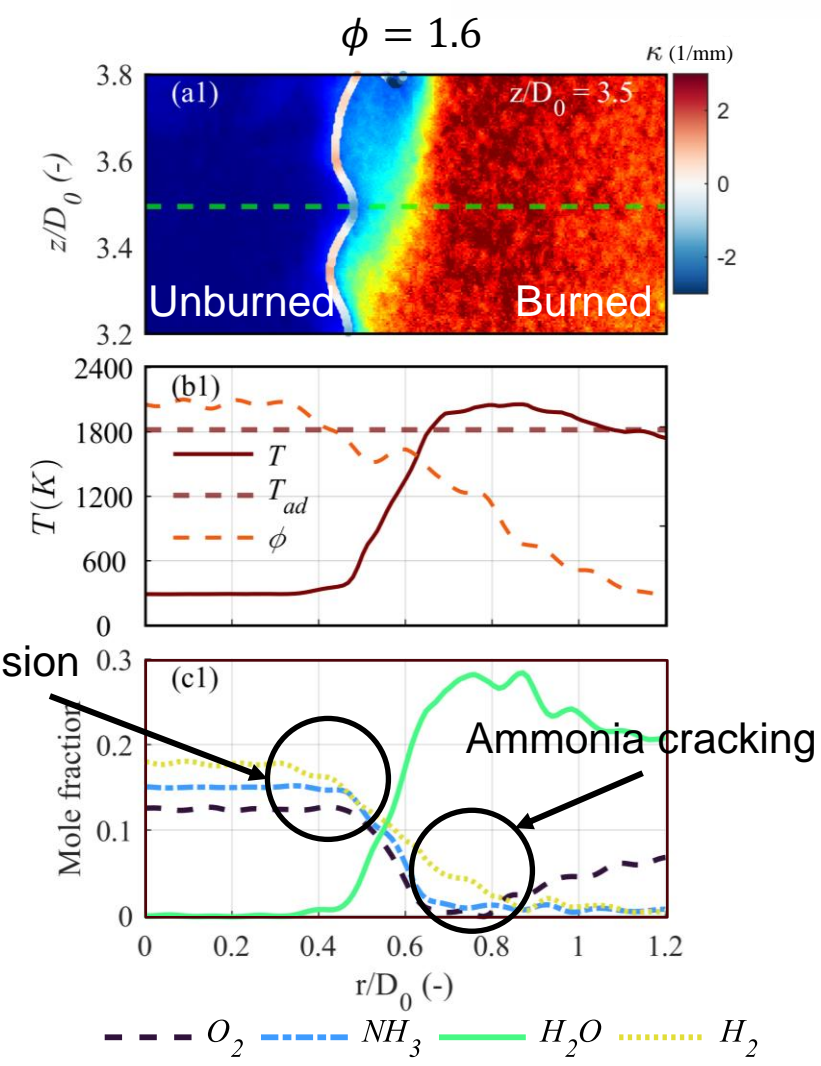 ϕ = 1.6
κ (1/mm)
(a1)
z/D0 = 3.5
3.8
3.6
3.4
3.2
z/D0 (-)
2
0
-2
Unburned
Burned
(b1)
2400
1800
1200
600
0
T(K)
T
Tad
ϕ
sion
(c1)
Ammonia cracking
0.3
0.2
0.1
0
Mole fraction
0 0.2 0.4 0.6 0.8 1 1.2
r/D0 (-)
O2 NH3 H2O H2